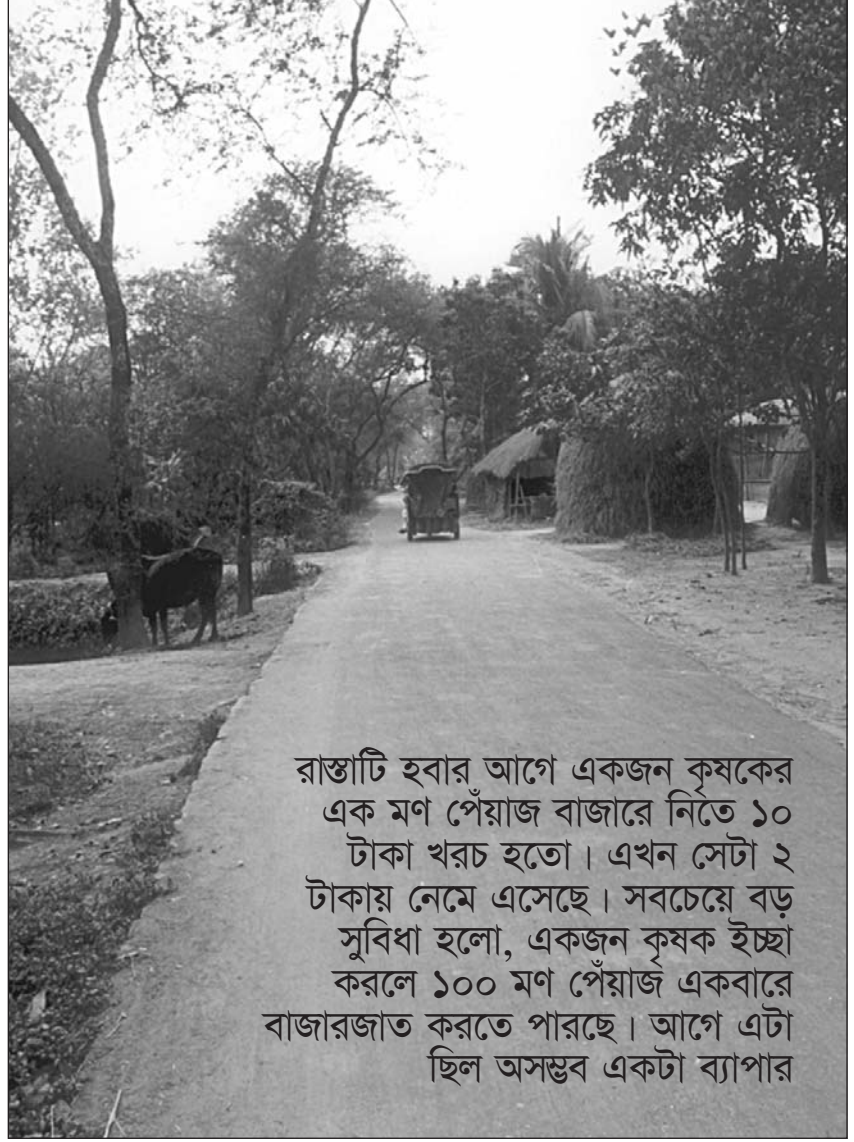 রাস্তাটি হবার আগে একজন কৃষকের
এক মণ পেঁয়াজ বাজারে নিতে ১০
টাকা খরচ হতো। এখন সেটা ২
টাকায় নেমে এসেছে। সবচেয়ে বড়
সুবিধা হলো, একজন কৃষক ইচ্ছা
করলে ১০০ মণ পেঁয়াজ একবারে
বাজারজাত করতে পারছে। আগে এটা
ছিল অসম্ভব একটা ব্যাপার